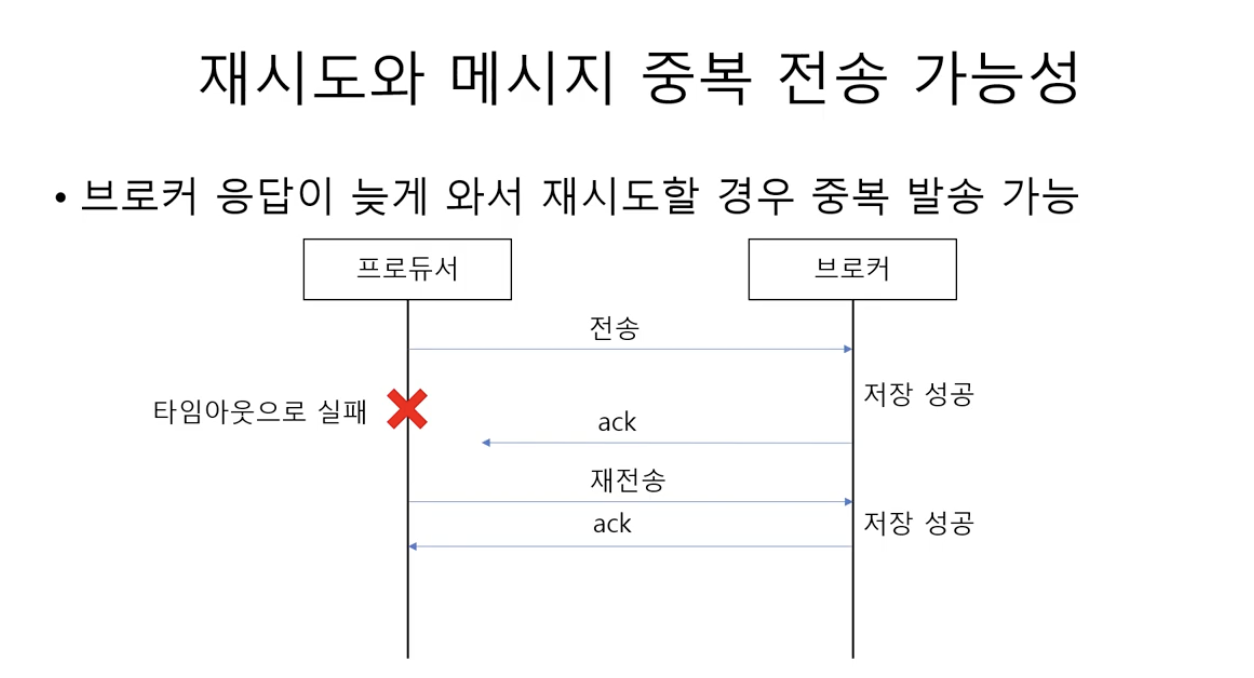 재시도와 메시지 중복 전송 가능성
• 브로커 응답이 늦게 와서 재시도할 경우 중복 발송 가능
프로듀서
브로커
전송
저장 성공
타임아웃으로 실패
ack
재전송
저장 성공
ack